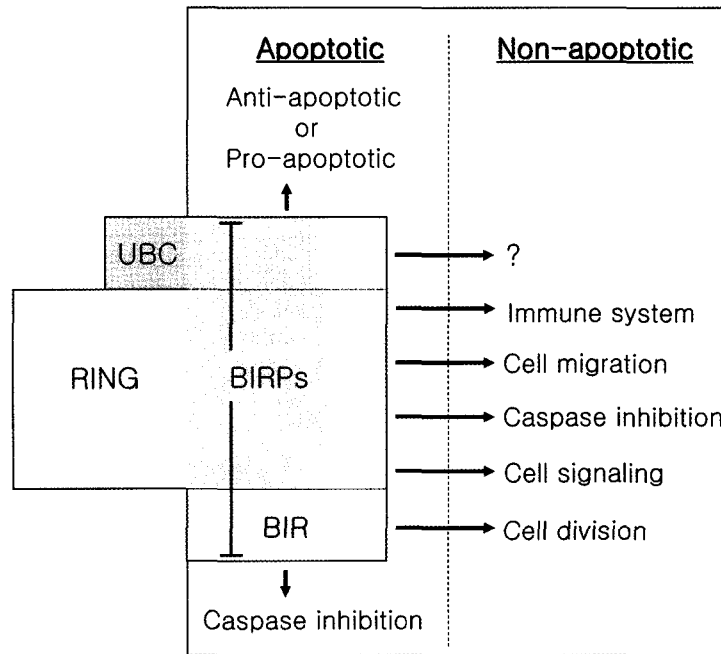 Apoptotic
Non-apoptotic
Anti-apoptotic
or
Pro-apoptotic
UBC
?
Immune system
RING
BIRPs
Cell migration
Caspase inhibition
Cell signaling
BIR
Cell division
Caspase inhibition